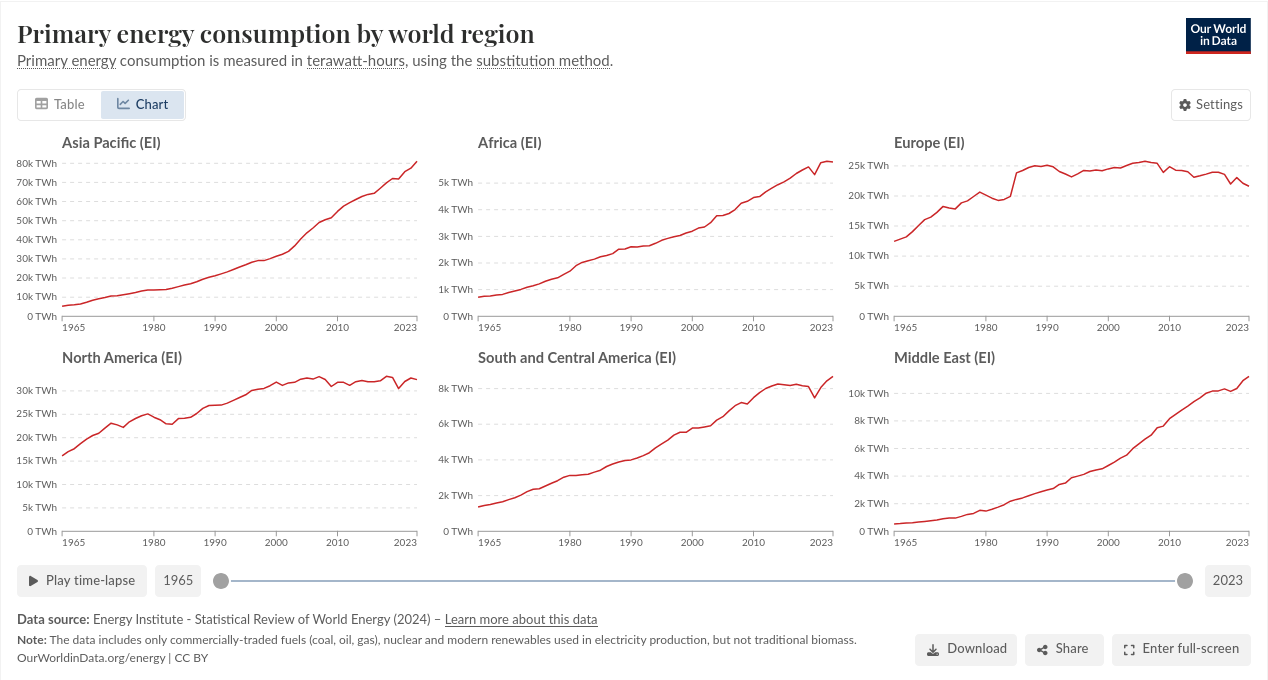 Primary energy consumption by world region
Our World
in Data
Primary energy consumption is measured in terawatt-hours, using the substitution method.
Table
Chart
Settings
Asia Pacific (EI)
80k TWh
70k TWh
60k TWh
50k TWh
40k TWh
30k TWh
20k TWh
10k TWh
0 TWh
1965 1980 1990 2000 2010 2023
Africa (EI)
5k TWh
4k TWh
3k TWh
2k TWh
1k TWh
0 TWh
1965 1980 1990 2000 2010 2023
Europe (EI)
25k TWh
20k TWh
15k TWh
10k TWh
5k TWh
0 TWh
1965 1980 1990 2000 2010 2023
North America (EI)
30k TWh
25k TWh
20k TWh
15k TWh
10k TWh
5k TWh
0 TWh
1965 1980 1990 2000 2010 2023
South and Central America (EI)
8k TWh
6k TWh
4k TWh
2k TWh
0 TWh
1965 1980 1990 2000 2010 2023
Middle East (EI)
10k TWh
8k TWh
6k TWh
4k TWh
2k TWh
0 TWh
1965 1980 1990 2000 2010 2023
Play time-lapse
1965
2023
Data source: Energy Institute - Statistical Review of World Energy (2024) – Learn more about this data
Note: The data includes only commercially-traded fuels (coal, oil, gas), nuclear and modern renewables used in electricity production, but not traditional biomass.
OurWorldinData.org/energy | CC BY
Download
Share
Enter full-screen